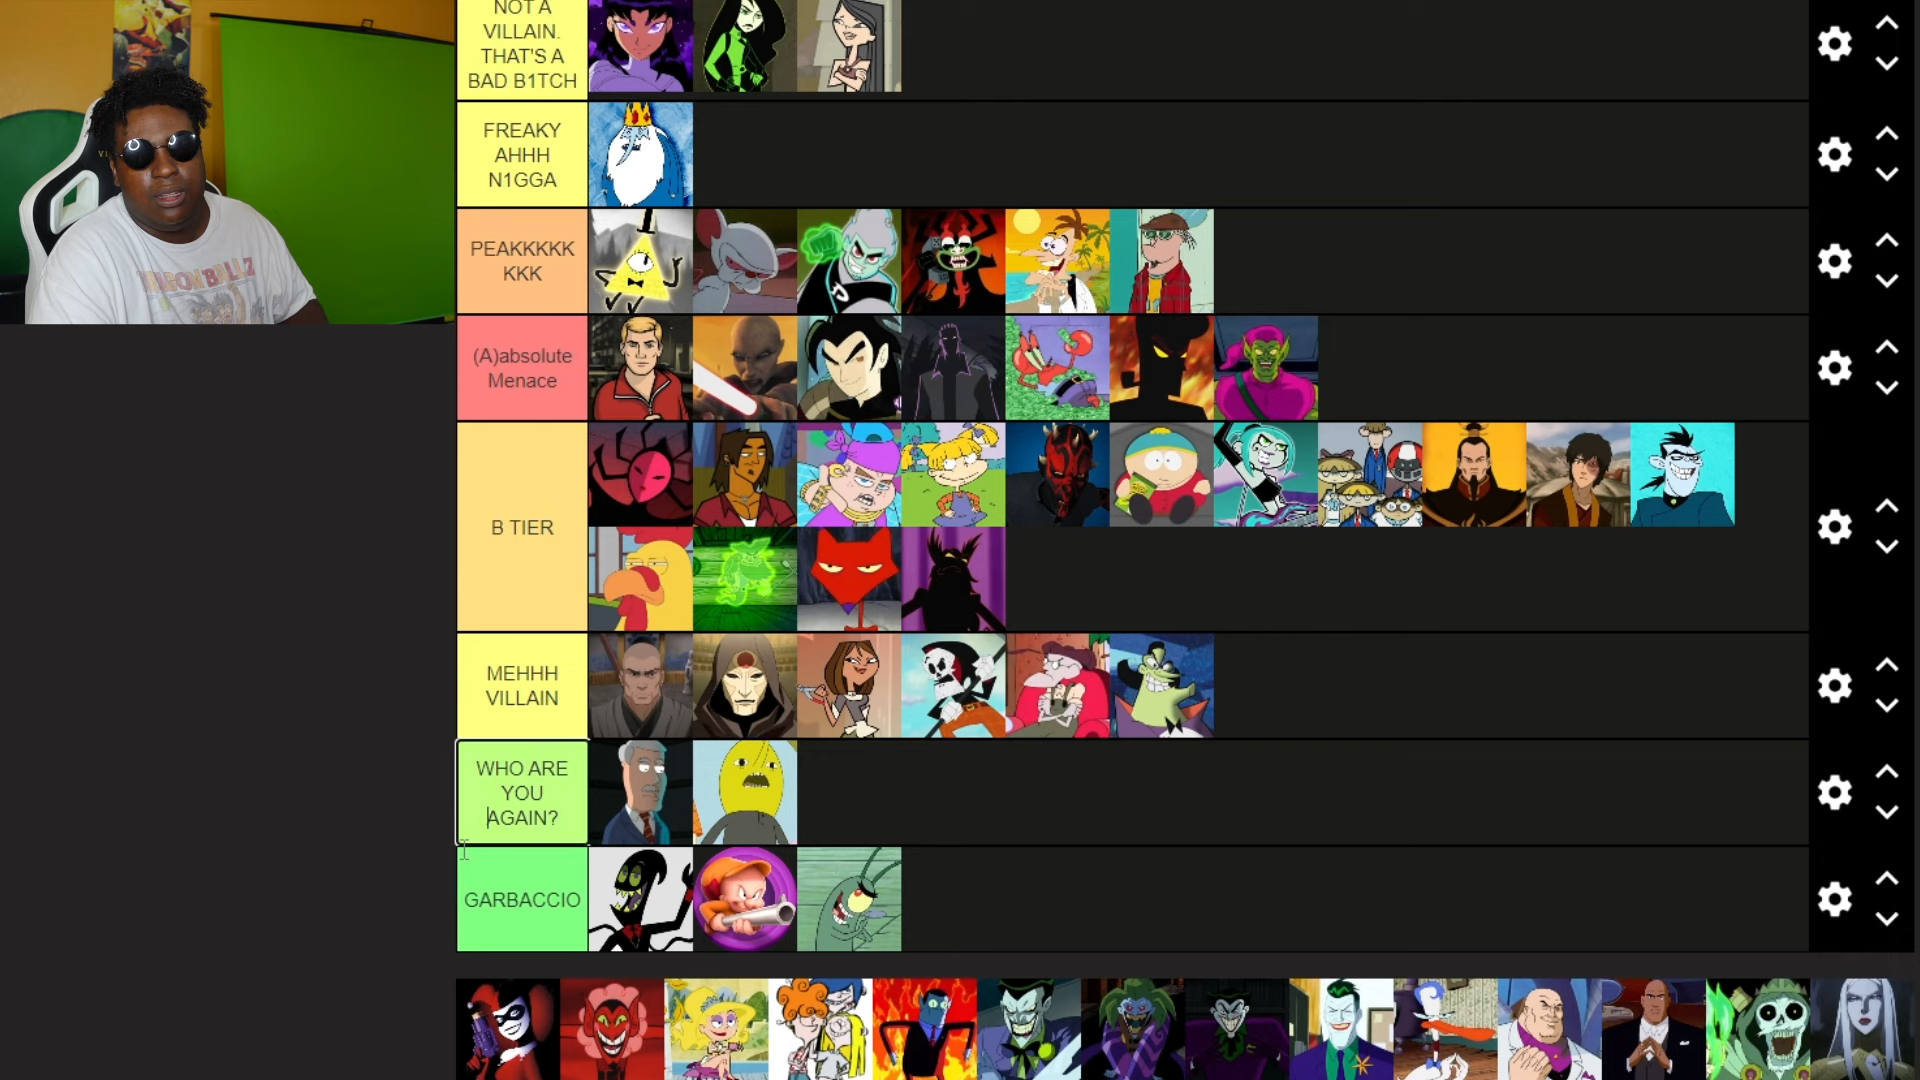 NOT A
VILLAIN.
THAT'S A
BAD B1TCH
FREAKY
AHHH
N1GGA
PEAKKKKK
KKK
(A)absolute
Menace
B TIER
MEHHH
VILLAIN
WHO ARE
YOU
AGAIN?
GARBACCIO